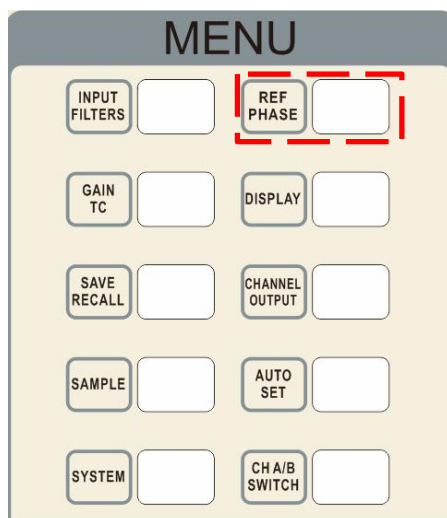 MENU
INPUT
FILTERS
REF
PHASE
GAIN
TC
DISPLAY
SAVE
RECALL
CHANNEL
OUTPUT
SAMPLE
AUTO
SET
SYSTEM
CH A/B
SWITCH